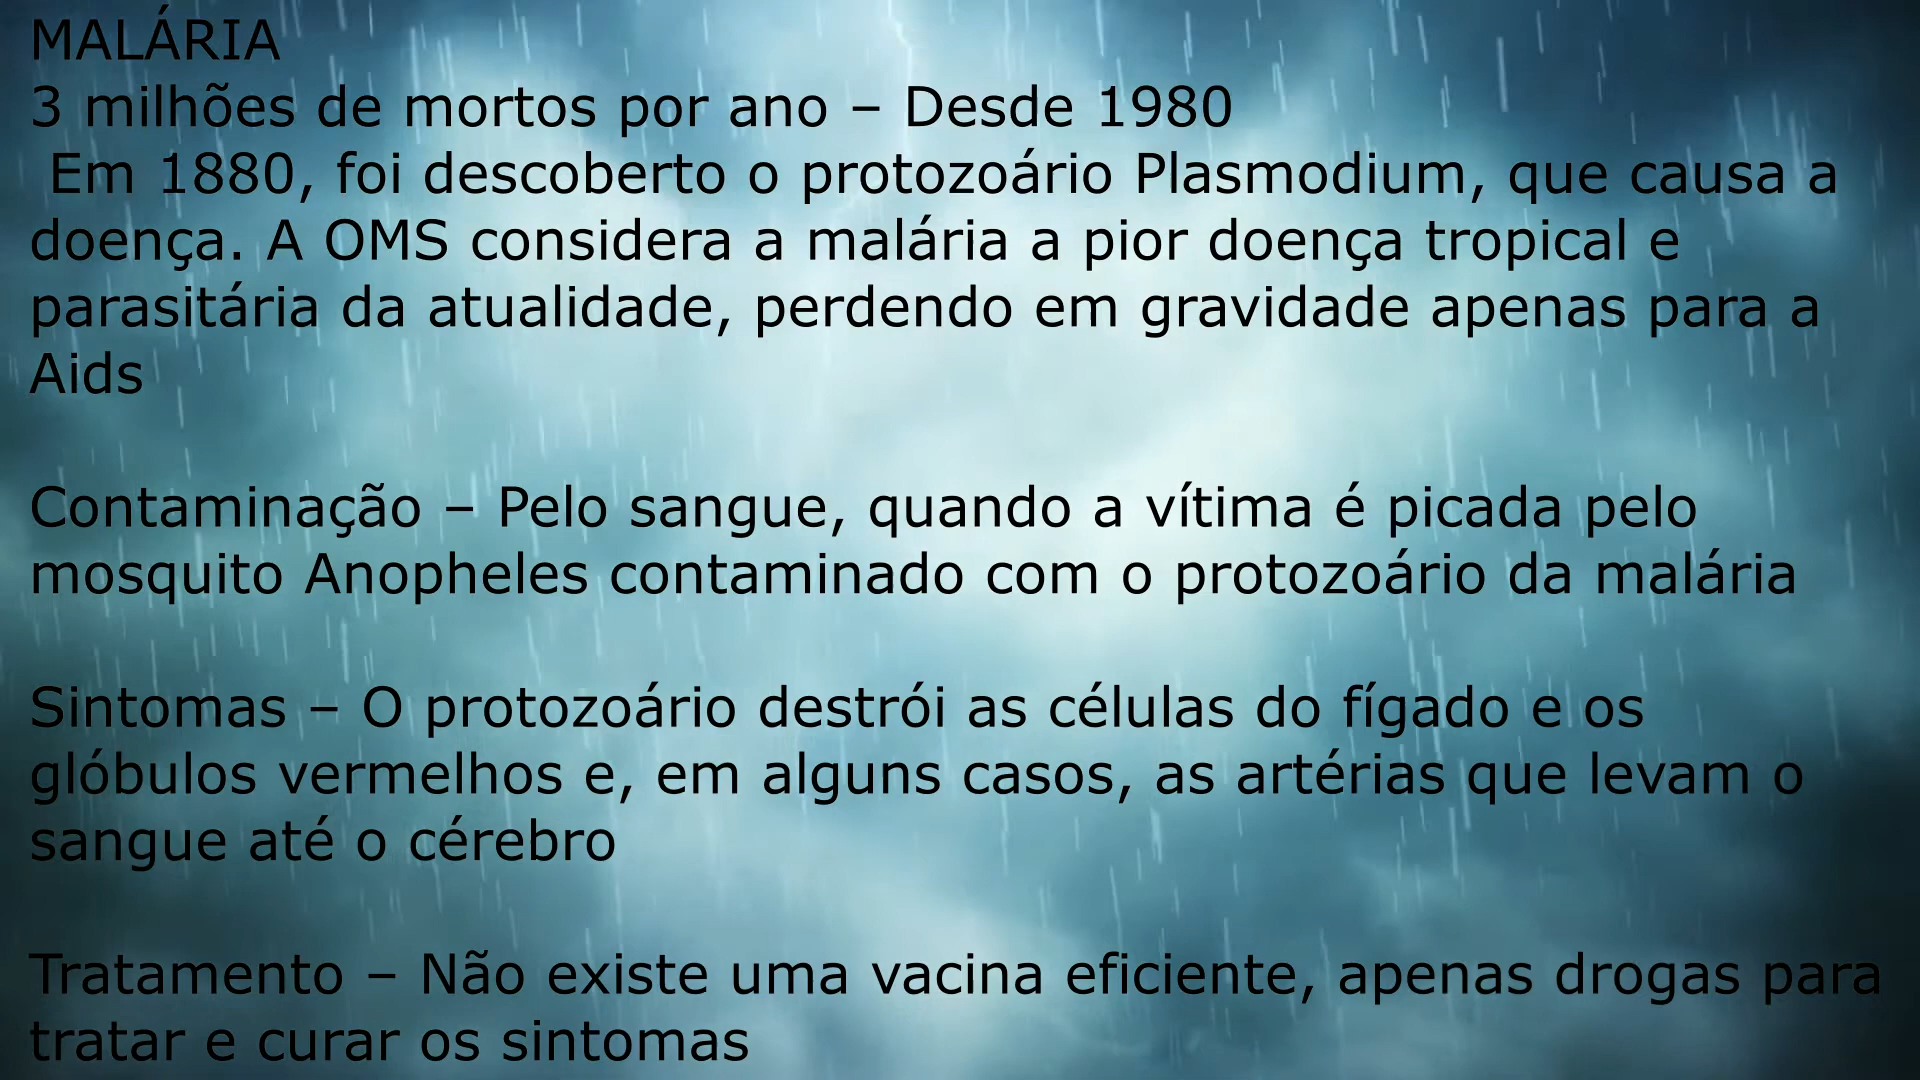 MALÁRIA
3 milhões de mortos por ano – Desde 1980
Em 1880, foi descoberto o protozoário Plasmodium, que causa a
doença. A OMS considera a malária a pior doença tropical e
parasitária da atualidade, perdendo em gravidade apenas para a
Aids
Contaminação – Pelo sangue, quando a vítima é picada pelo
mosquito Anopheles contaminado com o protozoário da malária
Sintomas – O protozoário destrói as células do fígado e os
glóbulos vermelhos e, em alguns casos, as artérias que levam o
sangue até o cérebro
Tratamento – Não existe uma vacina eficiente, apenas drogas para
tratar e curar os sintomas